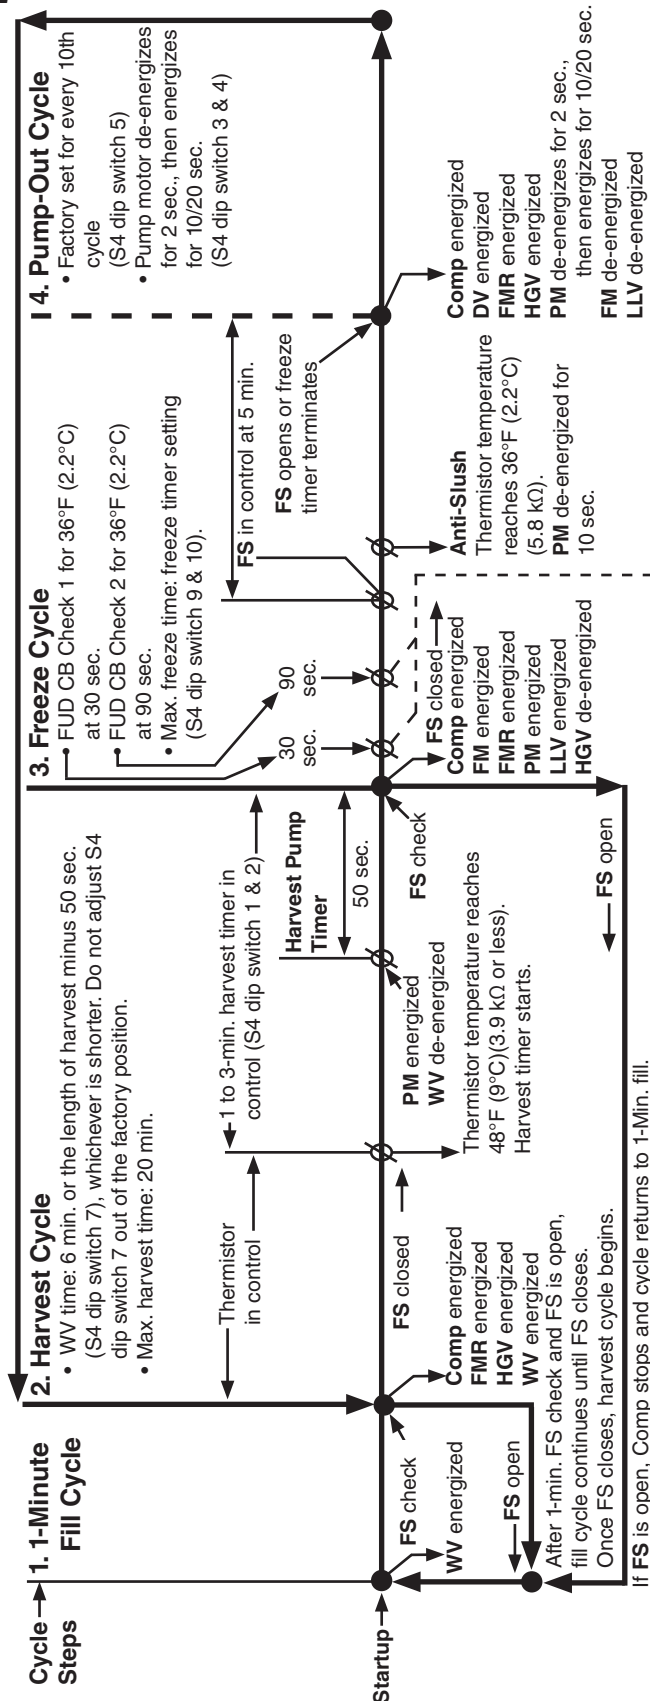 Cycle Steps
1. 1-Minute
Fill Cycle
2. Harvest Cycle
• WV time: 6 min. or the length of harvest minus 50 sec.
(S4 dip switch 7), whichever is shorter. Do not adjust S4
dip switch 7 out of the factory position.
• Max. harvest time: 20 min.
3. Freeze Cycle
• FUD CB Check 1 for 36°F (2.2°C)
at 30 sec.
• FUD CB Check 2 for 36°F (2.2°C)
at 90 sec.
• Max. freeze time: freeze timer setting
(S4 dip switch 9 & 10).
4. Pump-Out Cycle
• Factory set for every 10th
cycle
(S4 dip switch 5)
• Pump motor de-energizes
for 2 sec., then energizes
for 10/20 sec.
(S4 dip switch 3 & 4)
Thermistor
in control
1 to 3-min. harvest timer in
control (S4 dip switch 1 & 2)
Harvest Pump
Timer
50 sec.
30
sec.
90
sec.
FS in control at 5 min.
FS opens or freeze
timer terminates
Startup
FS check
WV energized
FS open
FS closed
Comp energized
FMR energized
HGV energized
WV energized
After 1-min. FS check and FS is open,
fill cycle continues until FS closes.
Once FS closes, harvest cycle begins.
If FS is open, Comp stops and cycle returns to 1-Min. fill.
PM energized
WV de-energized
Thermistor temperature reaches
48°F (9°C)(3.9 kΩ or less).
Harvest timer starts.
FS check
FS open
FS closed
Comp energized
FM energized
FMR energized
PM energized
LLV energized
HGV de-energized
Anti-Slush
Thermistor temperature
reaches 36°F (2.2°C)
(5.8 kΩ).
PM de-energized for
10 sec.
Comp energized
DV energized
FMR energized
HGV energized
PM de-energizes for 2 sec.,
then energizes for 10/20 sec.
FM de-energized
LLV de-energized